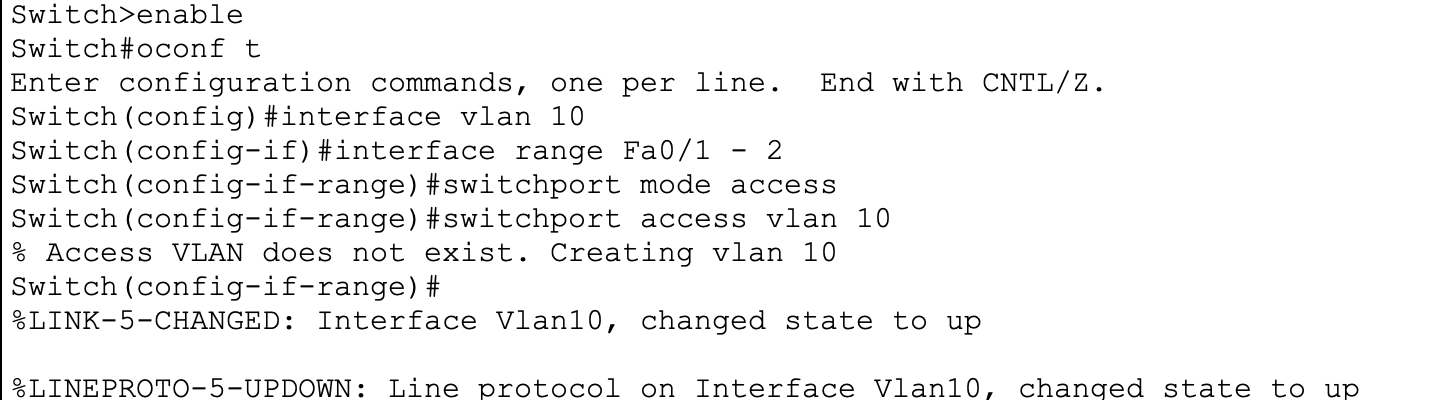 Switch>enable
Switch#oconf t
Enter configuration commands, one per line.  End with CNTL/Z.
Switch(config)#interface vlan 10
Switch(config-if)#interface range Fa0/1 - 2
Switch(config-if-range)#switchport mode access
Switch(config-if-range)#switchport access vlan 10
% Access VLAN does not exist. Creating vlan 10
Switch(config-if-range)#
%LINK-5-CHANGED: Interface Vlan10, changed state to up
%LINEPROTO-5-UPDOWN: Line protocol on Interface Vlan10, changed state to up